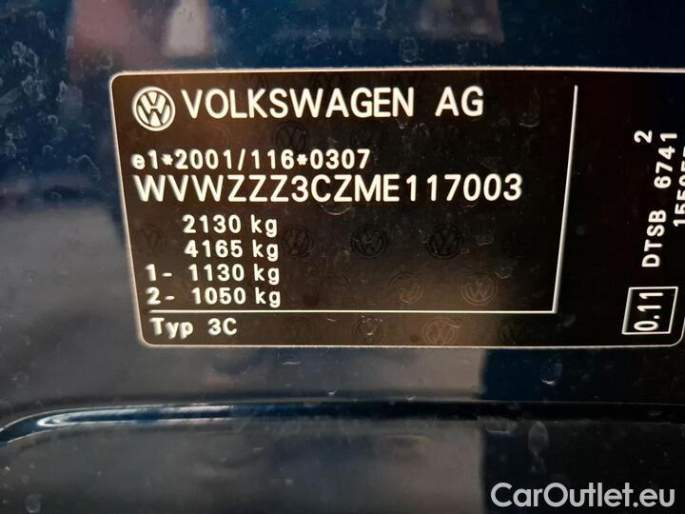 VOLKSWAGEN AG
e1*2001/116*0307
WVWZZZ3CZME117003
2130 kg
4165 kg
1- 1130 kg
2- 1050 kg
Typ 3C
DTSB 6741 2
0.11
CarOutlet.eu